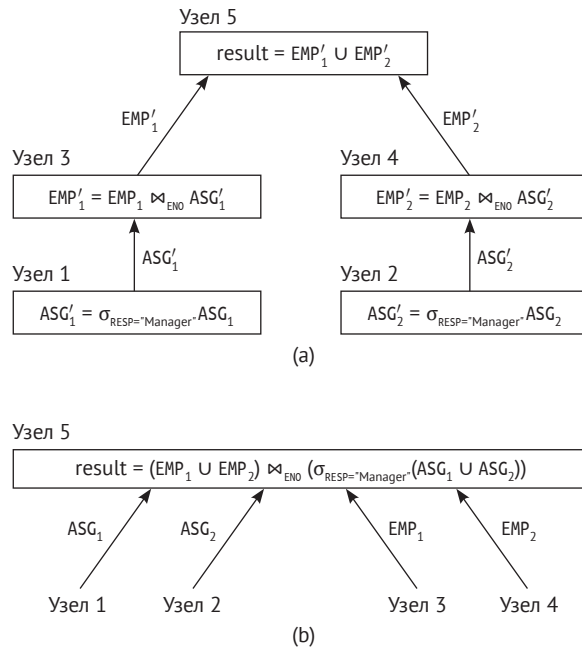 Узел 5
result = EMP′₁ ∪ EMP′₂
EMP′₁ EMP′₂
Узел 3 Узел 4
EMP′₁ = EMP₁ ⋈ENO ASG′₁ EMP′₂ = EMP₂ ⋈ENO ASG′₂
ASG′₁ ASG′₂
Узел 1 Узел 2
ASG′₁ = σRESP="Manager"ASG₁ ASG′₂ = σRESP="Manager"ASG₂
(a)
Узел 5
result = (EMP₁ ∪ EMP₂) ⋈ENO (σRESP="Manager"(ASG₁ ∪ ASG₂))
ASG₁ ASG₂ EMP₁ EMP₂
Узел 1 Узел 2 Узел 3 Узел 4
(b)